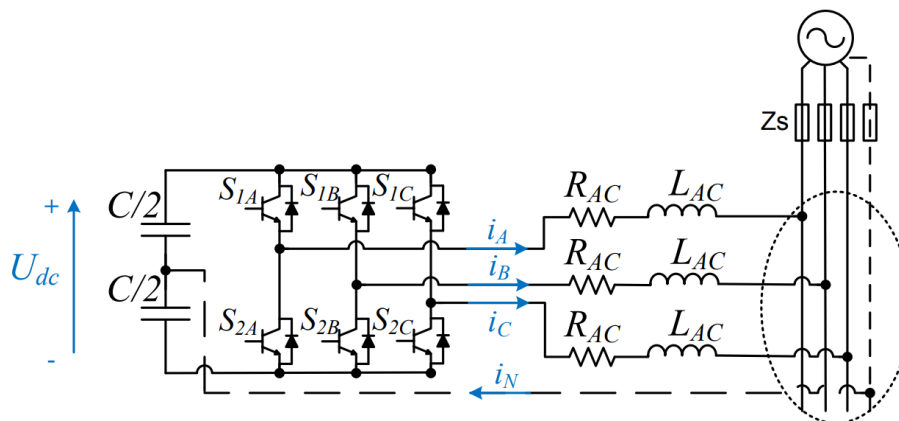 Zs
S1A
S1B
S1C
RAC
LAC
C/2
+
iA
Udc
iB
RAC
LAC
C/2
S2A
S2B
S2C
iC
RAC
LAC
-
iN